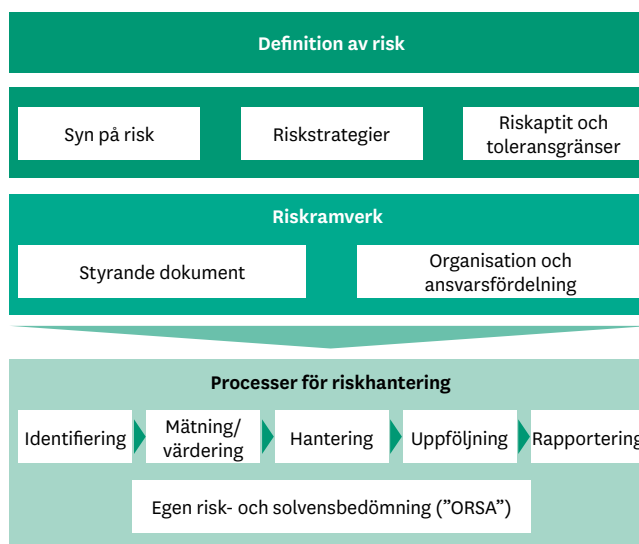 Definition av risk
Syn på risk
Riskstrategier
Riskaptit och
toleransgränser
Riskramverk
Styrande dokument
Organisation och
ansvarsfördelning
Processer för riskhantering
Identifiering
Mätning/
värdering
Hantering
Uppföljning
Rapportering
Egen risk- och solvensbedömning (”ORSA”)